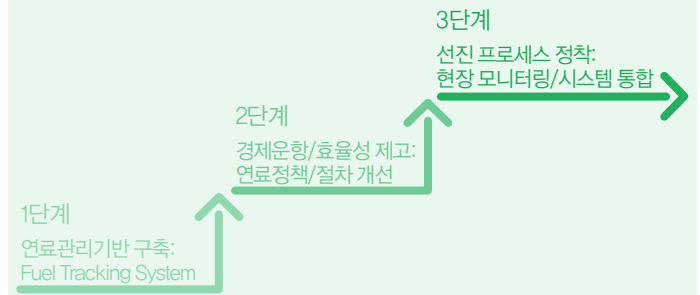 1단계
연료관리기반 구축:
Fuel Tracking System
2단계
경제운항/효율성 제고:
연료정책/절차 개선
3단계
선진 프로세스 정착:
현장 모니터링/시스템 통합